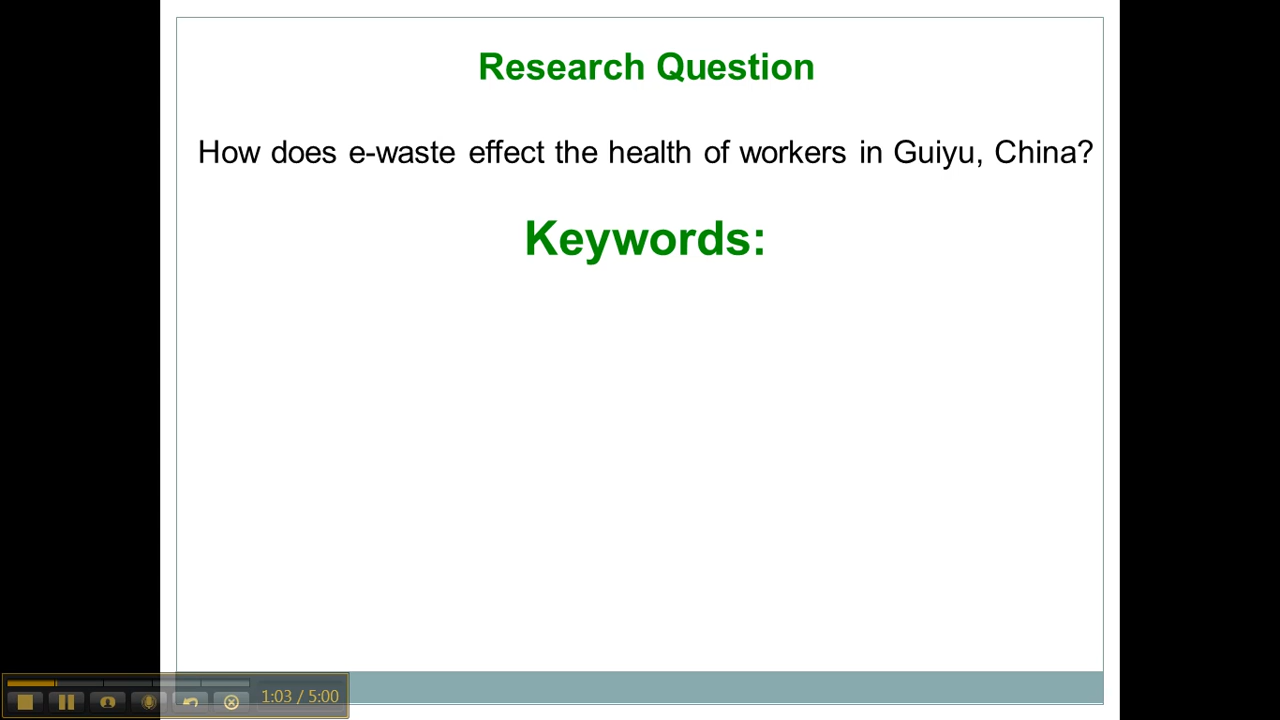 Research Question
How does e-waste effect the health of workers in Guiyu, China?
Keywords:
1:03 / 5:00